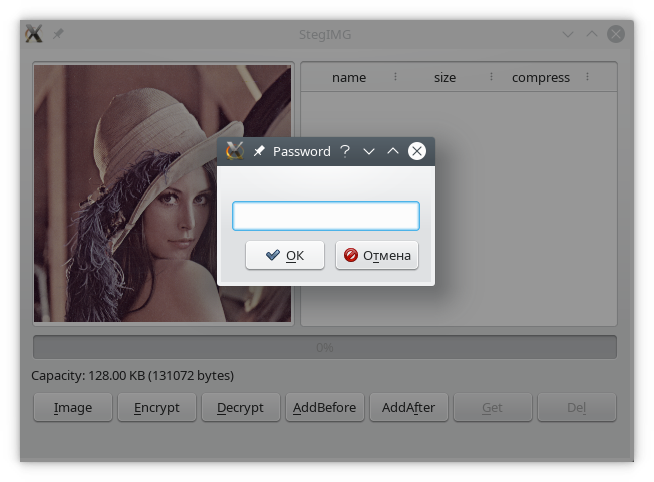 StegIMG
name size compress
Password
OK Отмена
0%
Capacity: 128.00 KB (131072 bytes)
Image Encrypt Decrypt AddBefore AddAfter Get Del